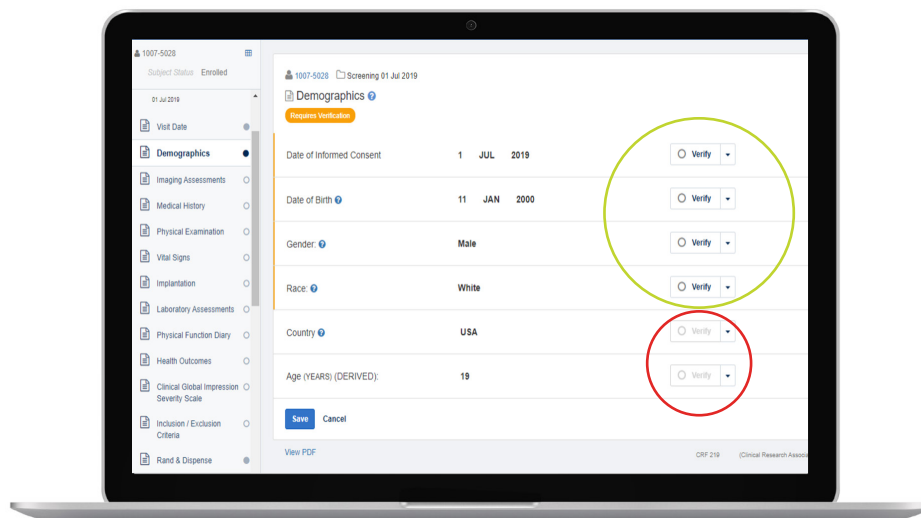 1007-5028
Subject Status Enrolled
01 Jul 2019
Visit Date
Demographics
Imaging Assessments
Medical History
Physical Examination
Vital Signs
Implantation
Laboratory Assessments
Physical Function Diary
Health Outcomes
Clinical Global Impression
Severity Scale
Inclusion / Exclusion
Criteria
Rand & Dispense
1007-5028 Screening 01 Jul 2019
Demographics
Requires Verification
Date of Informed Consent 1 JUL 2019 Verify
Date of Birth 11 JAN 2000 Verify
Gender: Male Verify
Race: White Verify
Country USA Verify
Age (YEARS) (DERIVED): 19 Verify
Save Cancel
View PDF CRF 219 (Clinical Research Associa